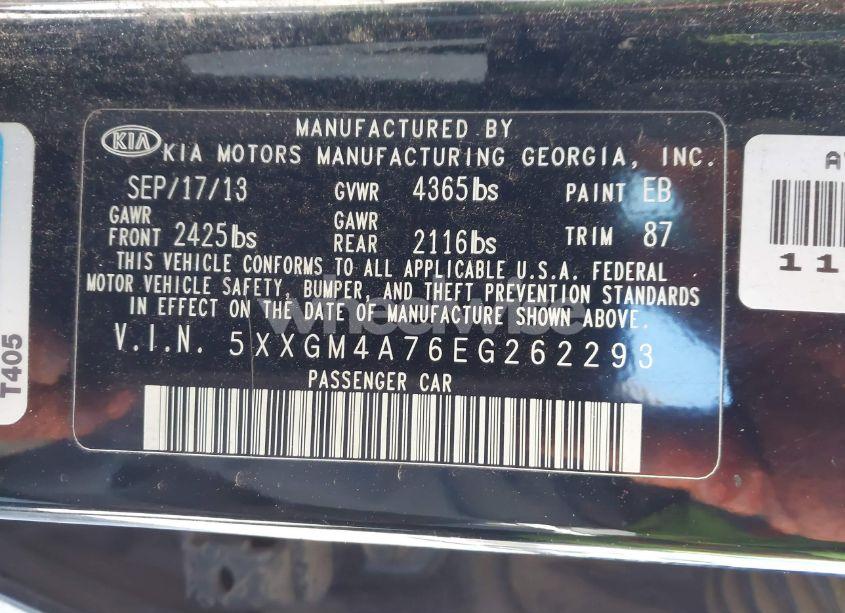 MANUFACTURED BY
KIA KIA MOTORS MANUFACTURING GEORGIA, INC.
SEP/17/13 GVWR 4365lbs PAINT EB
GAWR FRONT 2425lbs GAWR REAR 2116lbs TRIM 87
THIS VEHICLE CONFORMS TO ALL APPLICABLE U.S.A. FEDERAL
MOTOR VEHICLE SAFETY, BUMPER, AND THEFT PREVENTION STANDARDS
IN EFFECT ON THE DATE OF MANUFACTURE SHOWN ABOVE.
V.I.N. 5XXGM4A76EG262293
PASSENGER CAR
T405
11